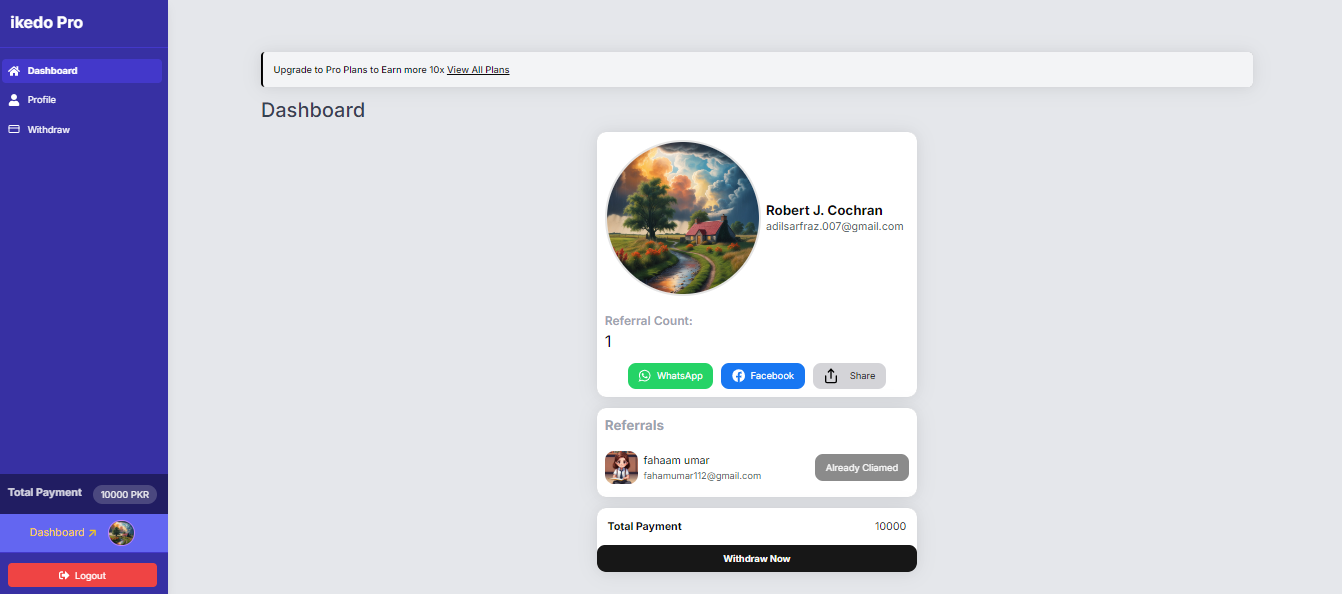 ikedo Pro
Dashboard
Profile
Withdraw
Total Payment 10000 PKR
Dashboard
Logout
Upgrade to Pro Plans to Earn more 10x View All Plans
Dashboard
Robert J. Cochran
adilsarfraz.007@gmail.com
Referral Count:
1
WhatsApp Facebook Share
Referrals
fahaam umar
fahamumar112@gmail.com
Already Cliamed
Total Payment 10000
Withdraw Now